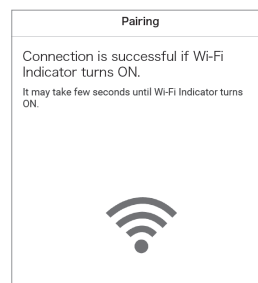 Pairing
Connection is successful if Wi-Fi
Indicator turns ON.
It may take few seconds until Wi-Fi Indicator turns
ON.